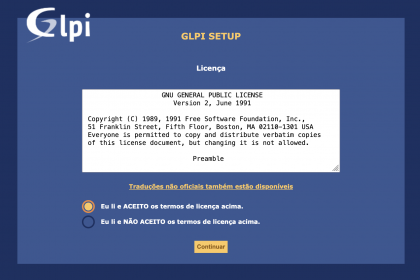 Glpi
GLPI SETUP
Licença
GNU GENERAL PUBLIC LICENSE
Version 2, June 1991
Copyright (C) 1989, 1991 Free Software Foundation, Inc.,
51 Franklin Street, Fifth Floor, Boston, MA 02110-1301 USA
Everyone is permitted to copy and distribute verbatim copies
of this license document, but changing it is not allowed.
Preamble
Traduções não oficiais também estão disponíveis
Eu li e ACEITO os termos de licença acima.
Eu li e NÃO ACEITO os termos de licença acima.
Continuar